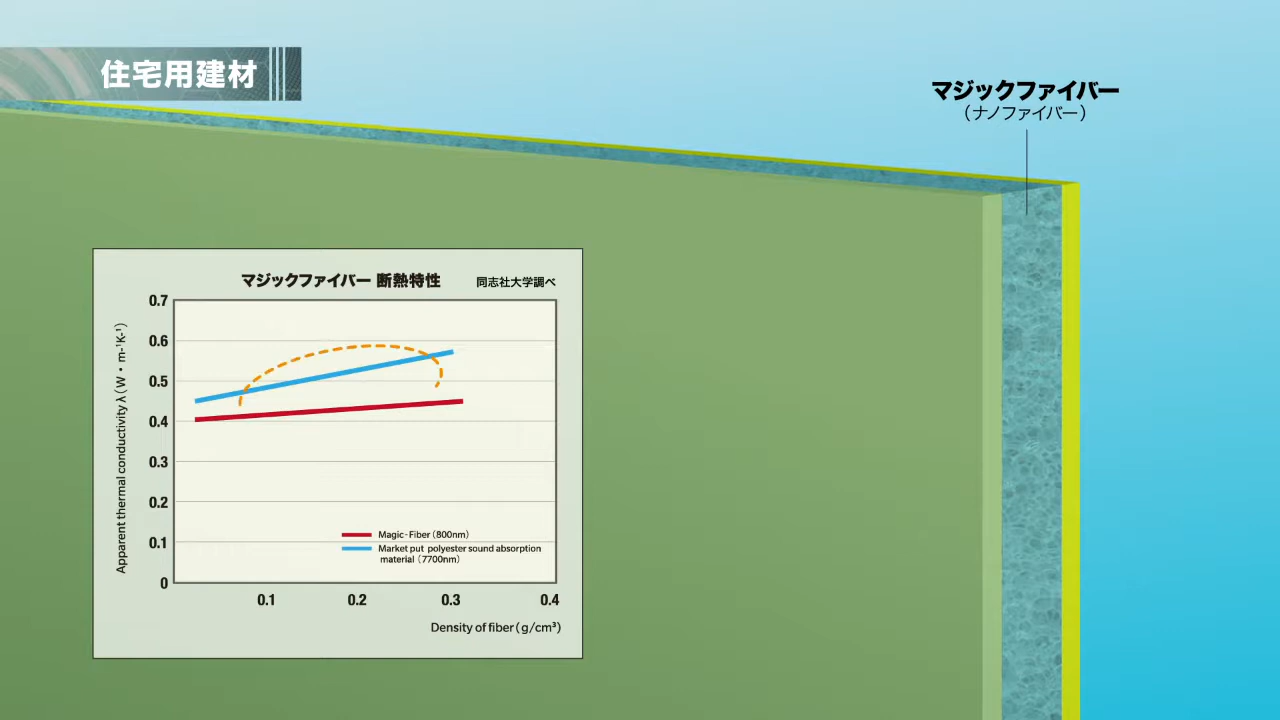 住宅用建材
マジックファイバー
（ナノファイバー）
マジックファイバー 断熱特性 同志社大学調べ
Apparent thermal conductivity λ（W・m-¹K-¹）
0.7
0.6
0.5
0.4
0.3
0.2
0.1
0
Magic-Fiber（800nm）
Market put polyester sound absorption
material（7700nm）
0.1 0.2 0.3 0.4
Density of fiber（g/cm³）